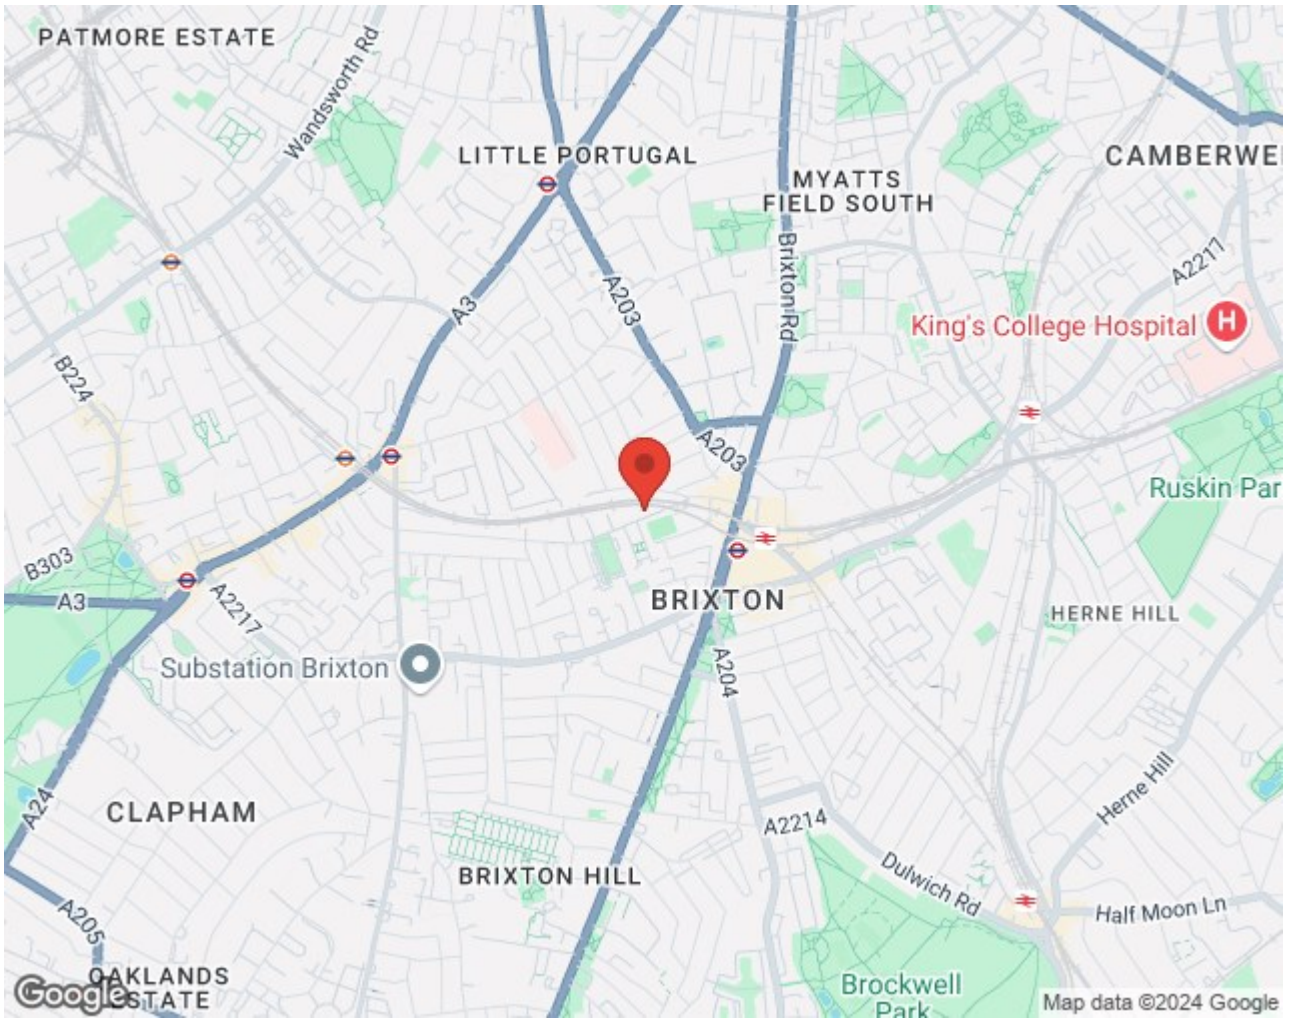 PATMORE ESTATE
Wandsworth Rd
LITTLE PORTUGAL
CAMBERWE
MYATTS
FIELD SOUTH
A2217
Brixton Rd
A203
A3
King's College Hospital
H
B224
A203
Ruskin Par
B303
A3
A2217
BRIXTON
HERNE HILL
Substation Brixton
A204
Herne Hill
A24
CLAPHAM
A2214
BRIXTON HILL
Dulwich Rd
Half Moon Ln
A205
OAKLANDS
ESTATE
Brockwell
Park
Google
Map data ©2024 Google